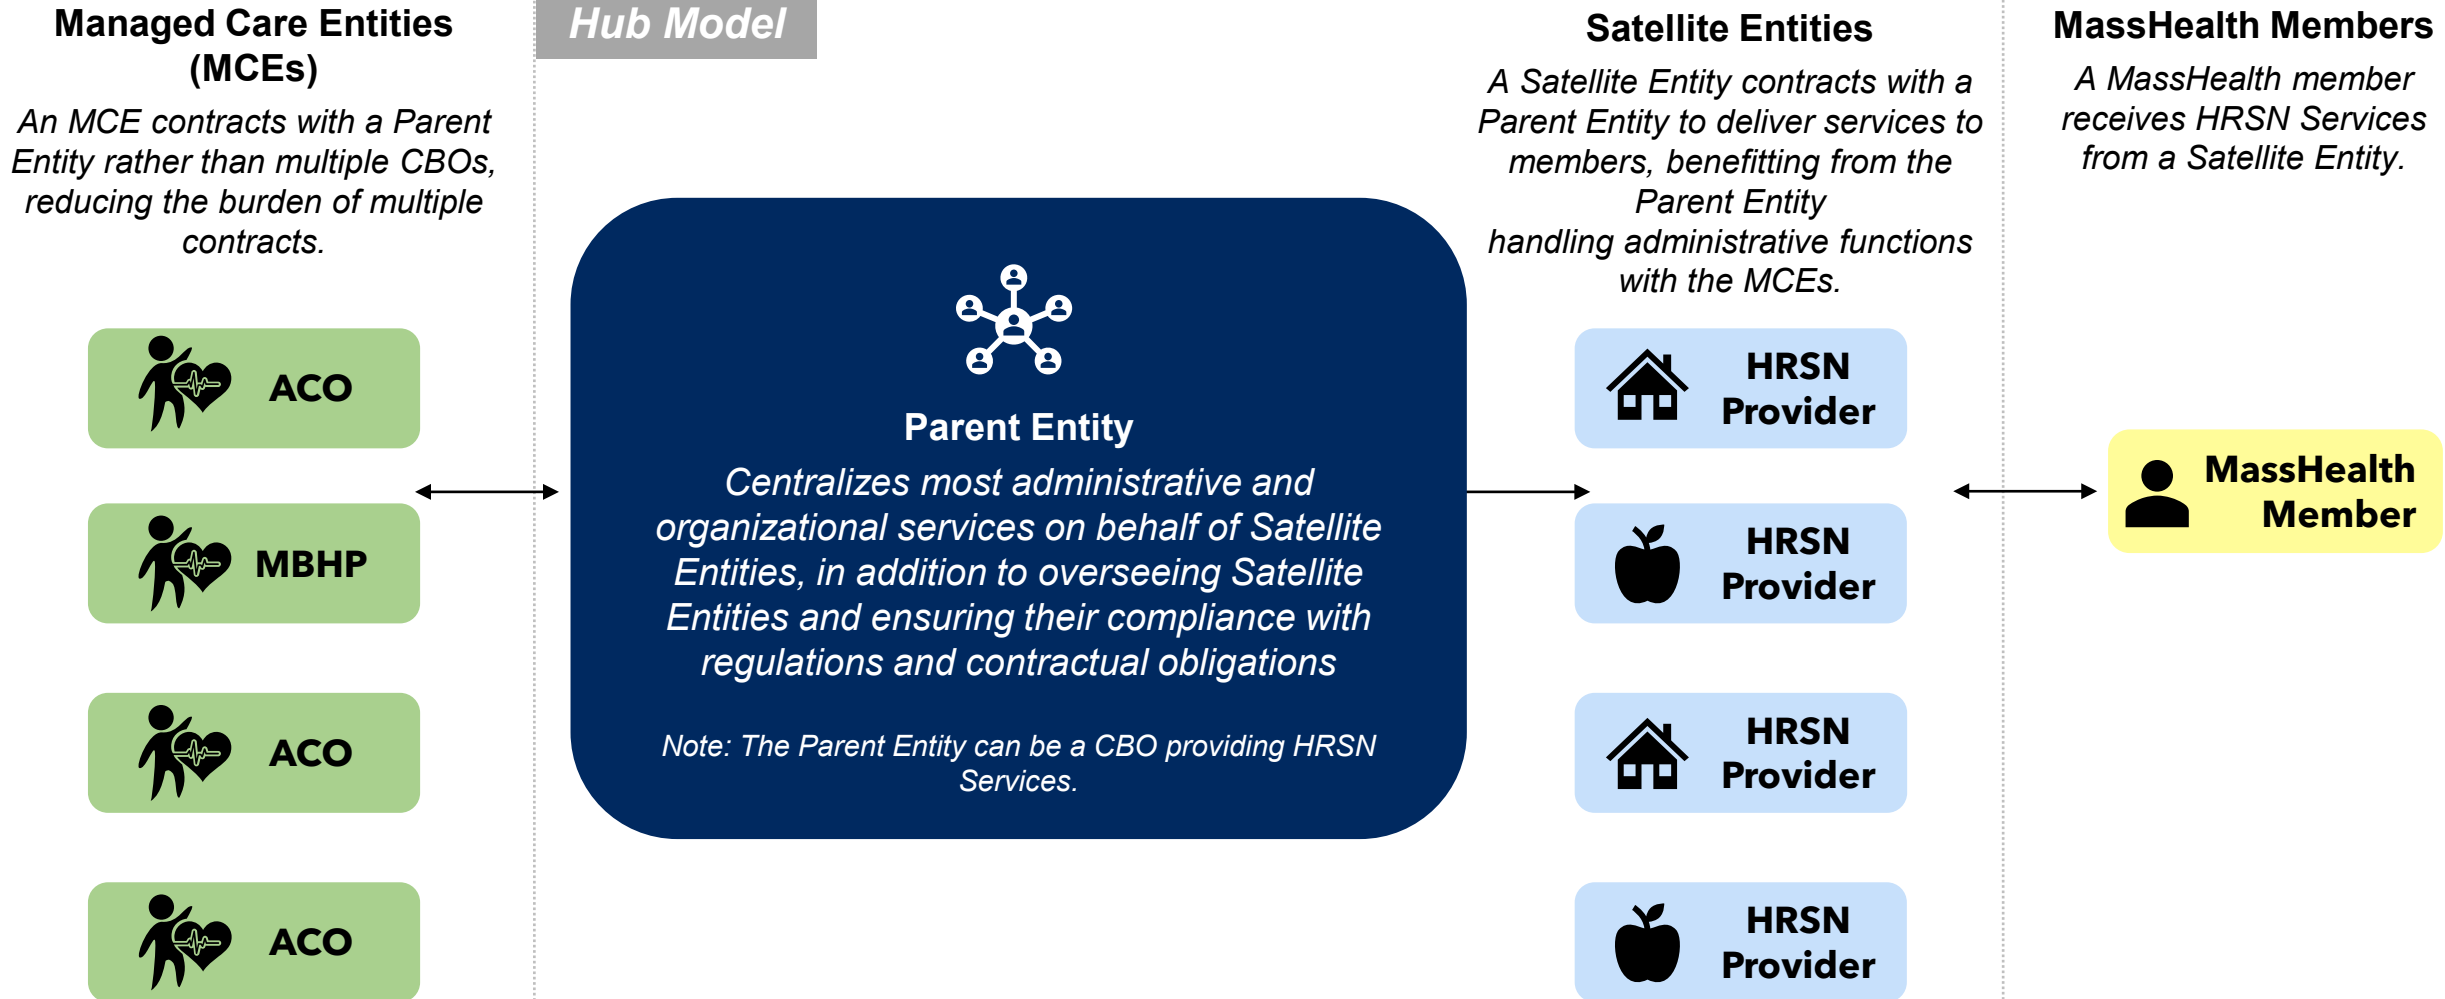 Managed Care Entities
(MCEs)
An MCE contracts with a Parent
Entity rather than multiple CBOs,
reducing the burden of multiple
contracts.
ACO
MBHP
ACO
ACO
Hub Model
Parent Entity
Centralizes most administrative and
organizational services on behalf of Satellite
Entities, in addition to overseeing Satellite
Entities and ensuring their compliance with
regulations and contractual obligations
Note: The Parent Entity can be a CBO providing HRSN
Services.
Satellite Entities
A Satellite Entity contracts with a
Parent Entity to deliver services to
members, benefitting from the
Parent Entity
handling administrative functions
with the MCEs.
HRSN
Provider
HRSN
Provider
HRSN
Provider
HRSN
Provider
MassHealth Members
A MassHealth member
receives HRSN Services
from a Satellite Entity.
MassHealth
Member